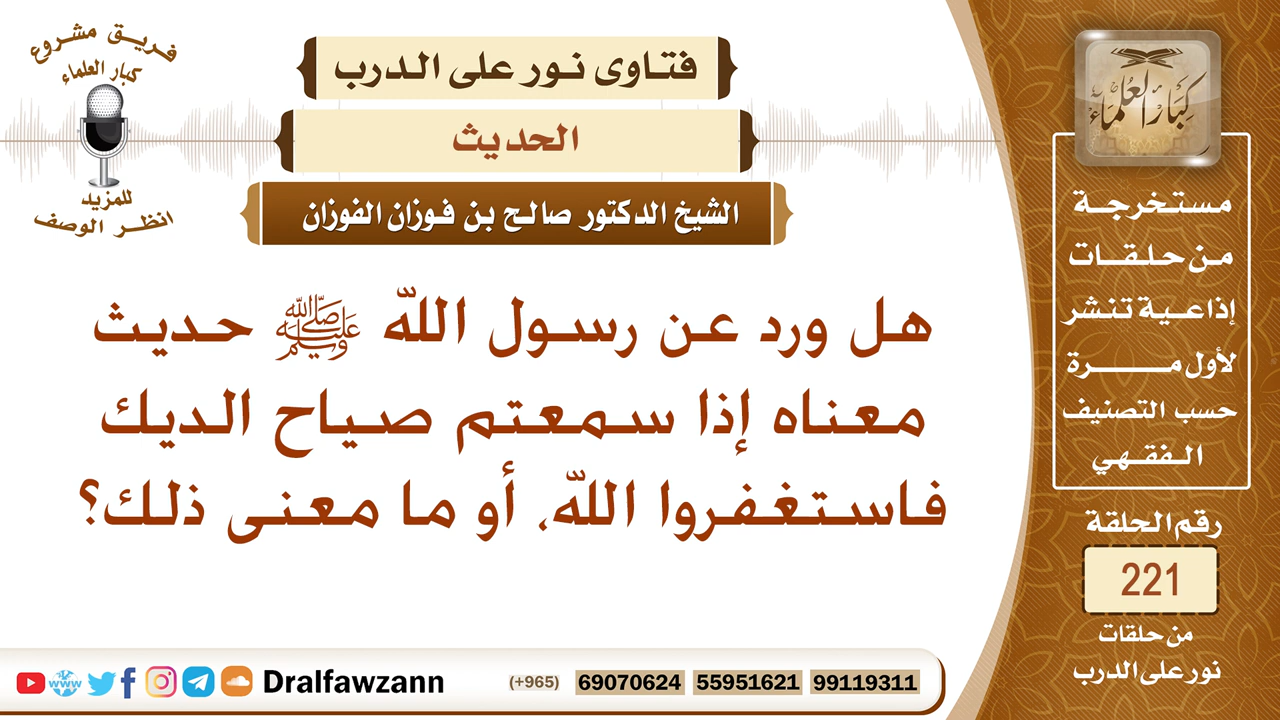 فريق مشروع
كبار العلماء
للمزيد
انظر الوصف
فتاوى نور على الدرب
الحديث
الشيخ الدكتور صالح بن فوزان الفوزان
هل ورد عن رسول الله ﷺ حديث
معناه إذا سمعتم صياح الديك
فاستغفروا الله، أو ما معنى ذلك؟
كبار العلماء
مستخرجة
من حلقات
إذاعية تنشر
لأول مرة
حسب التصنيف
الفقهي
رقم الحلقة
221
من حلقات
نور على الدرب
www Dralfawzann (+965) 69070624 55951621 99119311